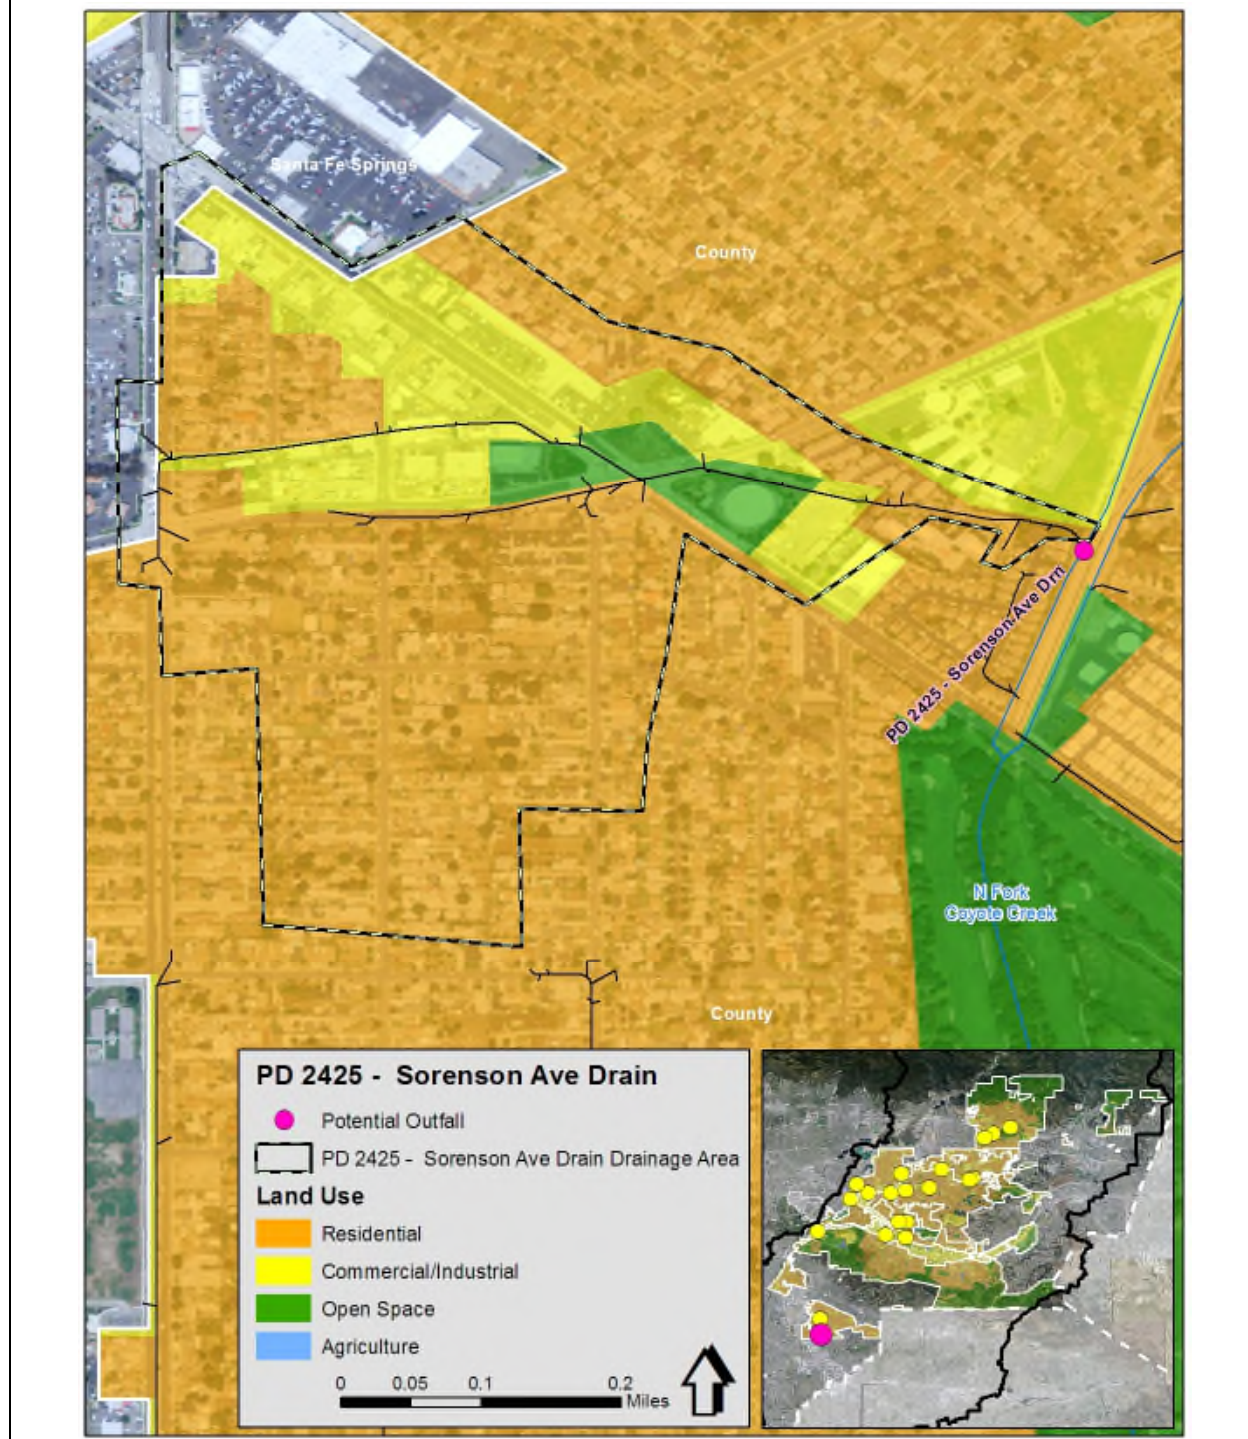 Santa Fe Springs
County
PD 2425 - Sorenson Ave Drn
N Fork
Coyote Creek
County
PD 2425 -  Sorenson Ave Drain
Potential Outfall
PD 2425 -  Sorenson Ave Drain Drainage Area
Land Use
Residential
Commercial/Industrial
Open Space
Agriculture
0 0.05 0.1 0.2
Miles